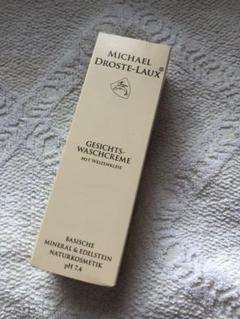 MICHAEL
DROSTE-LAUX®
GESICHTS-
WASCHCREME
MIT WEIZENKLEIE
BASISCHE
MINERAL & EDELSTEIN
NATURKOSMETIK
pH 7,4